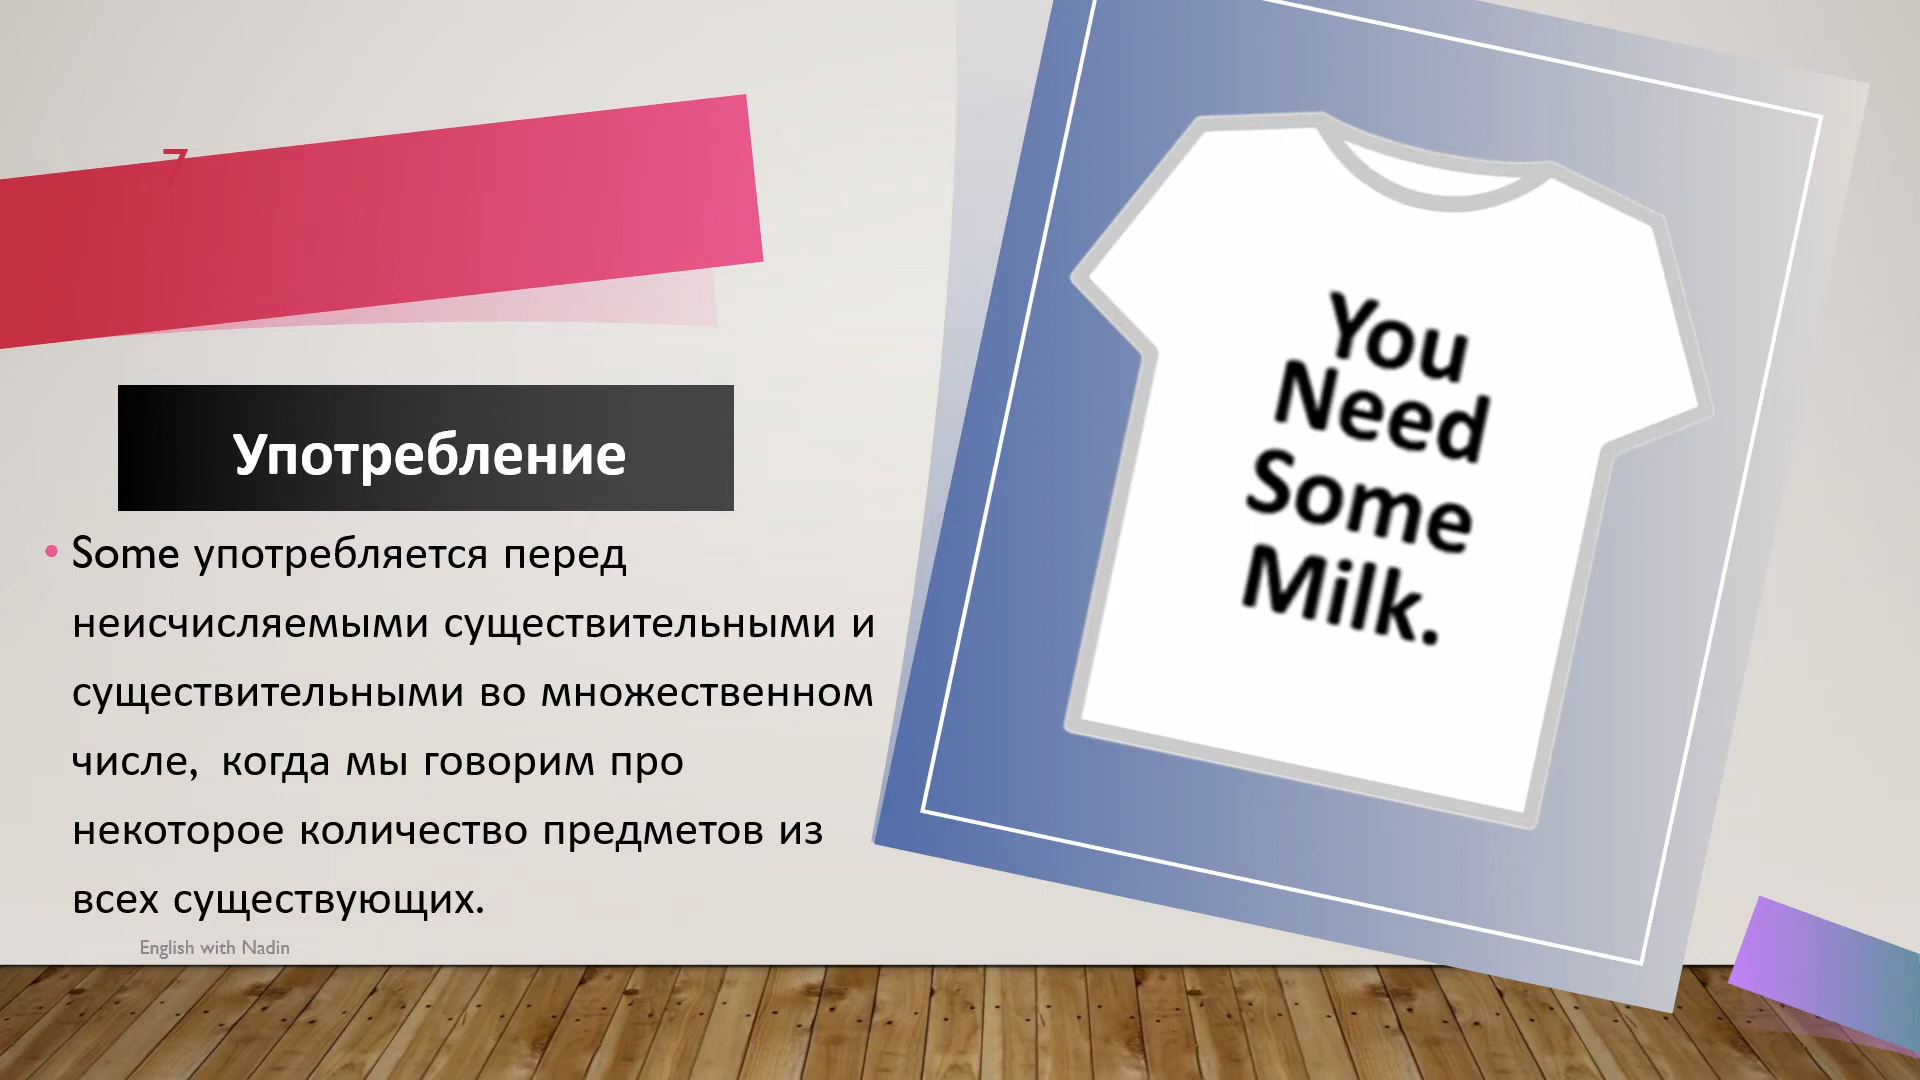 7
Употребление
• Some употребляется перед
неисчисляемыми существительными и
существительными во множественном
числе, когда мы говорим про
некоторое количество предметов из
всех существующих.
English with Nadin
You
Need
Some
Milk.